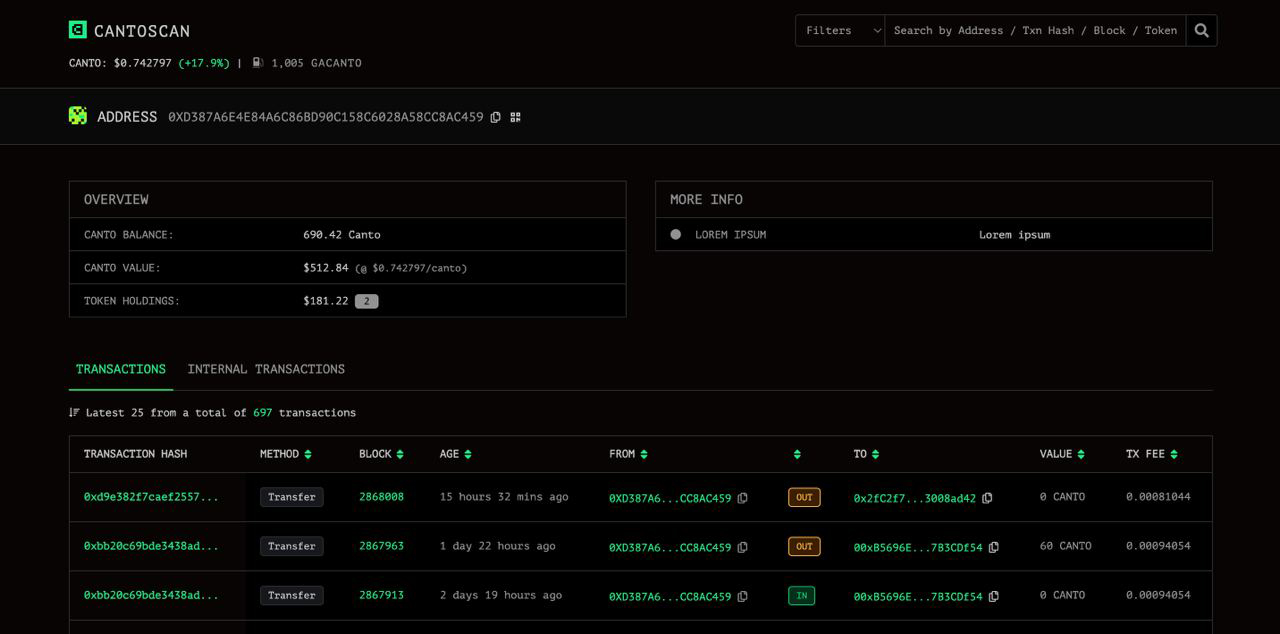 CANTOSCAN
Filters Search by Address / Txn Hash / Block / Token
CANTO: $0.742797 (+17.9%) | 1,005 GACANTO
ADDRESS 0XD387A6E4E84A6C86BD90C158C6028A58CC8AC459
OVERVIEW
CANTO BALANCE: 690.42 Canto
CANTO VALUE: $512.84 (@ $0.742797/canto)
TOKEN HOLDINGS: $181.22 2
MORE INFO
LOREM IPSUM Lorem ipsum
TRANSACTIONS INTERNAL TRANSACTIONS
Latest 25 from a total of 697 transactions
TRANSACTION HASH METHOD BLOCK AGE FROM TO VALUE TX FEE
0xd9e382f7caef2557... Transfer 2868008 15 hours 32 mins ago 0XD387A6...CC8AC459 OUT 0x2fC2f7...3008ad42 0 CANTO 0.00081044
0xbb20c69bde3438ad... Transfer 2867963 1 day 22 hours ago 0XD387A6...CC8AC459 OUT 00xB5696E...7B3CDf54 60 CANTO 0.00094054
0xbb20c69bde3438ad... Transfer 2867913 2 days 19 hours ago 0XD387A6...CC8AC459 IN 00xB5696E...7B3CDf54 0 CANTO 0.00094054